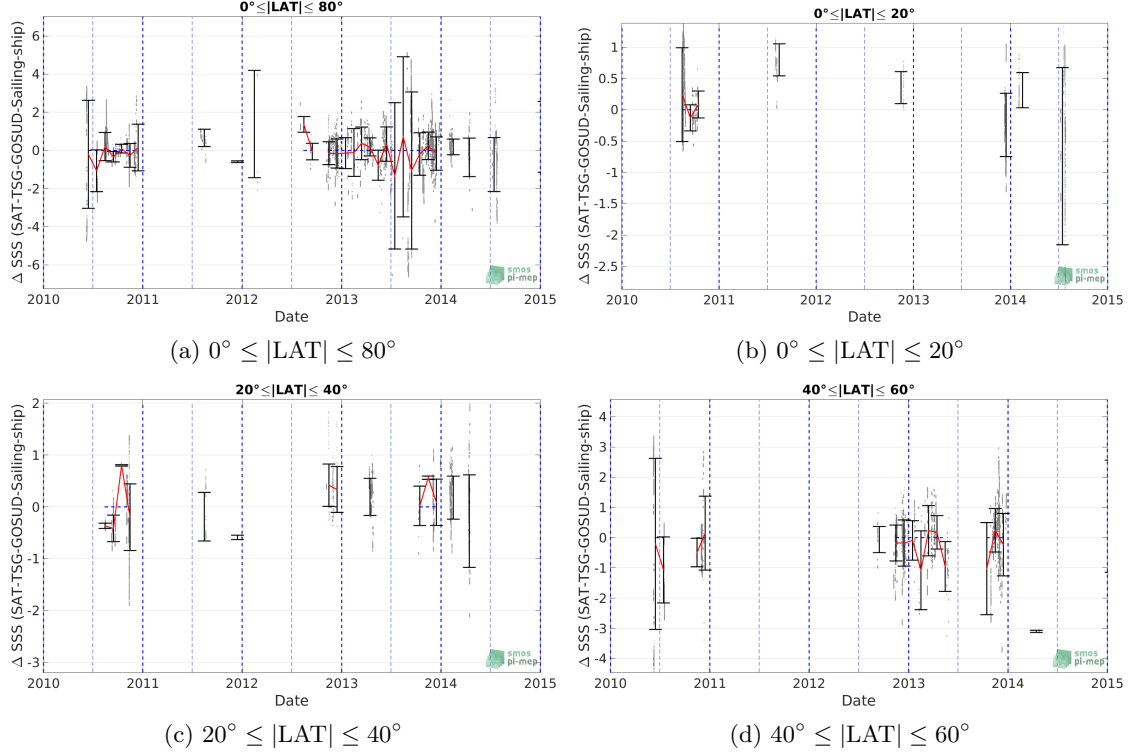 0°≤|LAT|≤ 80°
Δ SSS (SAT-TSG-GOSUD-Sailing-ship)
6
4
2
0
-2
-4
-6
2010 2011 2012 2013 2014 2015
Date
smos
pi-mep
(a) 0° ≤ |LAT| ≤ 80°
0°≤|LAT|≤ 20°
Δ SSS (SAT-TSG-GOSUD-Sailing-ship)
1
0.5
0
-0.5
-1
-1.5
-2
-2.5
2010 2011 2012 2013 2014 2015
Date
smos
pi-mep
(b) 0° ≤ |LAT| ≤ 20°
20°≤|LAT|≤ 40°
Δ SSS (SAT-TSG-GOSUD-Sailing-ship)
2
1
0
-1
-2
-3
2010 2011 2012 2013 2014 2015
Date
smos
pi-mep
(c) 20° ≤ |LAT| ≤ 40°
40°≤|LAT|≤ 60°
Δ SSS (SAT-TSG-GOSUD-Sailing-ship)
4
3
2
1
0
-1
-2
-3
-4
2010 2011 2012 2013 2014 2015
Date
smos
pi-mep
(d) 40° ≤ |LAT| ≤ 60°